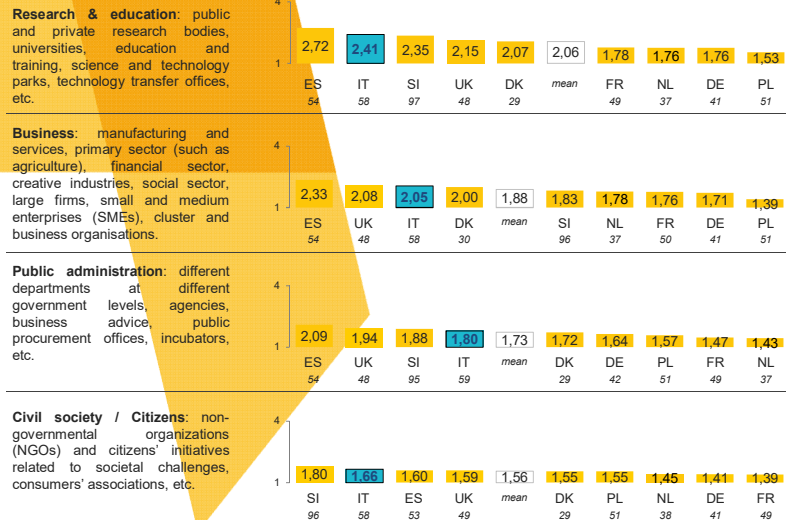 Research & education: public
and private research bodies,
universities, education and
training, science and technology
parks, technology transfer offices,
etc.
4
1
2,72 2,41 2,35 2,15 2,07 2,06 1,78 1,76 1,76 1,53
ES IT SI UK DK mean FR NL DE PL
54 58 97 48 29 49 37 41 51
Business: manufacturing and
services, primary sector (such as
agriculture), financial sector,
creative industries, social sector,
large firms, small and medium
enterprises (SMEs), cluster and
business organisations.
4
1
2,33 2,08 2,05 2,00 1,88 1,83 1,78 1,76 1,71 1,39
ES UK IT DK mean SI NL FR DE PL
54 48 58 30 96 37 50 41 51
Public administration: different
departments at different
government levels, agencies,
business advice, public
procurement offices, incubators,
etc.
4
1
2,09 1,94 1,88 1,80 1,73 1,72 1,64 1,57 1,47 1,43
ES UK SI IT mean DK DE PL FR NL
54 48 95 59 29 42 51 49 37
Civil society / Citizens: non-
governmental organizations
(NGOs) and citizens' initiatives
related to societal challenges,
consumers' associations, etc.
4
1
1,80 1,66 1,60 1,59 1,56 1,55 1,55 1,45 1,41 1,39
SI IT ES UK mean DK PL NL DE FR
96 58 53 49 29 51 38 41 49